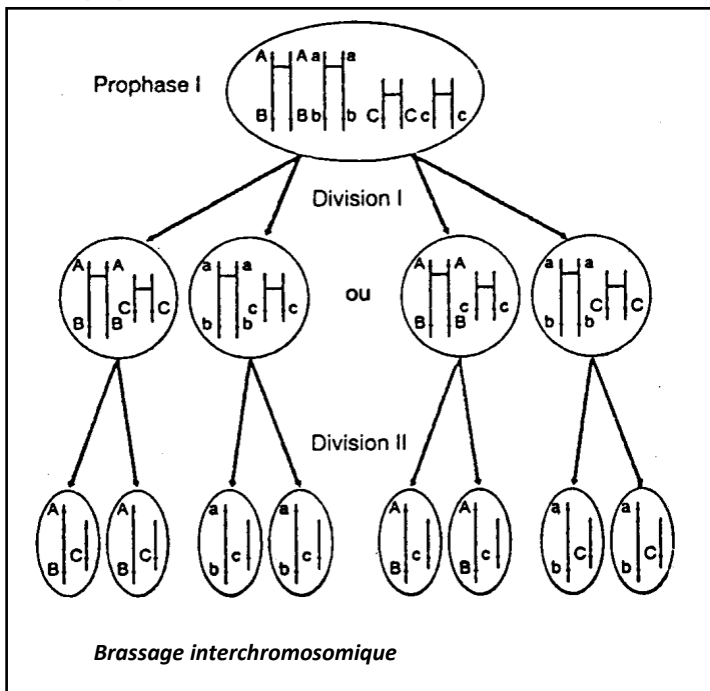 A A a a
Prophase I
B B b b C C c c
Division I
A A a a A A a a
C C c c ou c c C C
B B b b B B b b
Division II
A A a a A A a a
C C c c c c C C
B B b b B B b b
Brassage interchromosomique